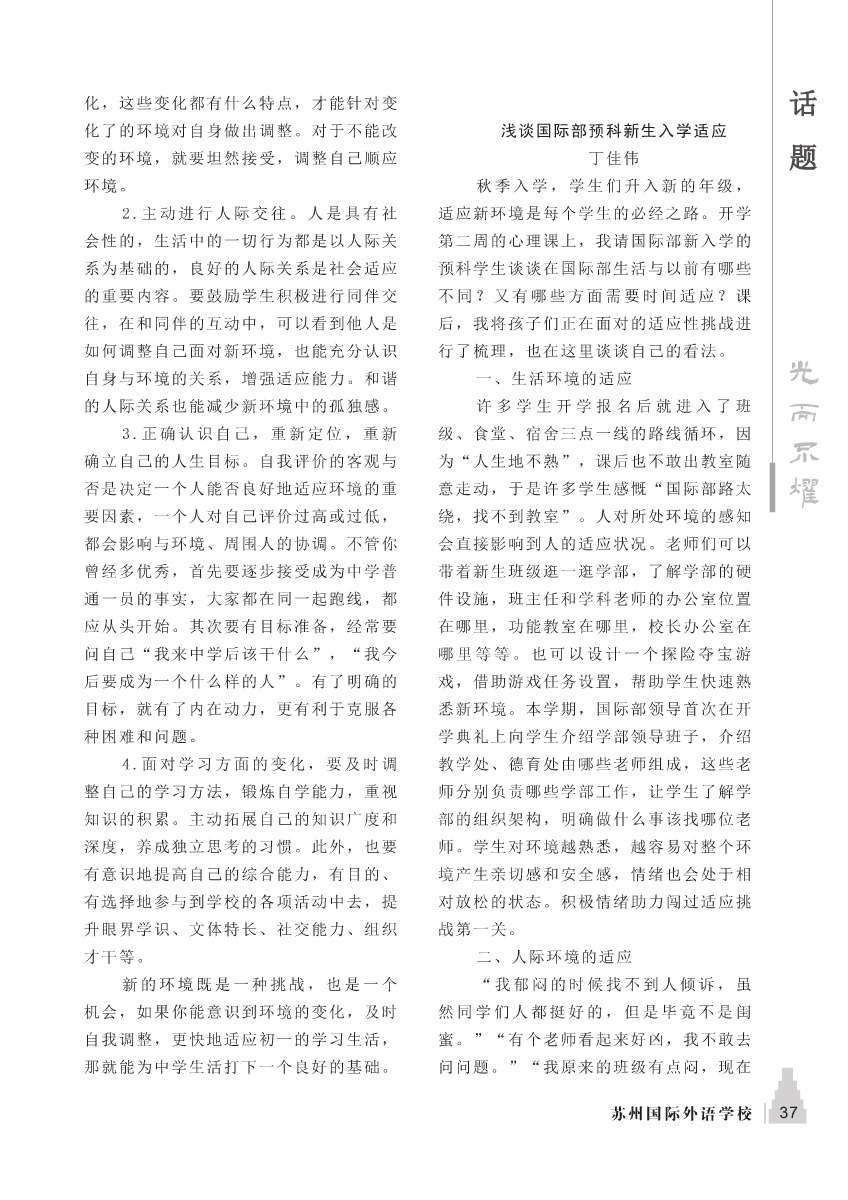 化，这些变化都有什么特点，才能针对变
化了的环境对自身做出调整。对于不能改
变的环境，就要坦然接受，调整自己顺应
环境。
2.主动进行人际交往。人是具有社
会性的，生活中的一切行为都是以人际关
系为基础的，良好的人际关系是社会适应
的重要内容。要鼓励学生积极进行同伴交
往，在和同伴的互动中，可以看到他人是
如何调整自己面对新环境，也能充分认识
自身与环境的关系，增强适应能力。和谐
的人际关系也能减少新环境中的孤独感。
3.正确认识自己，重新定位，重新
确立自己的人生目标。自我评价的客观与
否是决定一个人能否良好地适应环境的重
要因素，一个人对自己评价过高或过低，
都会影响与环境、周围人的协调。不管你
曾经多优秀，首先要逐步接受成为中学普
通一员的事实，大家都在同一起跑线，都
应从头开始。其次要有目标准备，经常要
问自己“我来中学后该干什么”，“我今
后要成为一个什么样的人”。有了明确的
目标，就有了内在动力，更有利于克服各
种困难和问题。
4.面对学习方面的变化，要及时调
整自己的学习方法，锻炼自学能力，重视
知识的积累。主动拓展自己的知识广度和
深度，养成独立思考的习惯。此外，也要
有意识地提高自己的综合能力，有目的、
有选择地参与到学校的各项活动中去，提
升眼界学识、文体特长、社交能力、组织
才干等。
新的环境既是一种挑战，也是一个
机会，如果你能意识到环境的变化，及时
自我调整，更快地适应初一的学习生活，
那就能为中学生活打下一个良好的基础。
浅谈国际部预科新生入学适应
丁佳伟
秋季入学，学生们升入新的年级，
适应新环境是每个学生的必经之路。开学
第二周的心理课上，我请国际部新入学的
预科学生谈谈在国际部生活与以前有哪些
不同？又有哪些方面需要时间适应？课
后，我将孩子们正在面对的适应性挑战进
行了梳理，也在这里谈谈自己的看法。
一、生活环境的适应
许多学生开学报名后就进入了班
级、食堂、宿舍三点一线的路线循环，因
为“人生地不熟”，课后也不敢出教室随
意走动，于是许多学生感慨“国际部路太
绕，找不到教室”。人对所处环境的感知
会直接影响到人的适应状况。老师们可以
带着新生班级逛一逛学部，了解学部的硬
件设施，班主任和学科老师的办公室位置
在哪里，功能教室在哪里，校长办公室在
哪里等等。也可以设计一个探险夺宝游
戏，借助游戏任务设置，帮助学生快速熟
悉新环境。本学期，国际部领导首次在开
学典礼上向学生介绍学部领导班子，介绍
教学处、德育处由哪些老师组成，这些老
师分别负责哪些学部工作，让学生了解学
部的组织架构，明确做什么事该找哪位老
师。学生对环境越熟悉，越容易对整个环
境产生亲切感和安全感，情绪也会处于相
对放松的状态。积极情绪助力闯过适应挑
战第一关。
二、人际环境的适应
“我郁闷的时候找不到人倾诉，虽
然同学们人都挺好的，但是毕竟不是闺
蜜。”“有个老师看起来好凶，我不敢去
问问题。”“我原来的班级有点闷，现在
话
题
光
而
不
耀
苏州国际外语学校 37